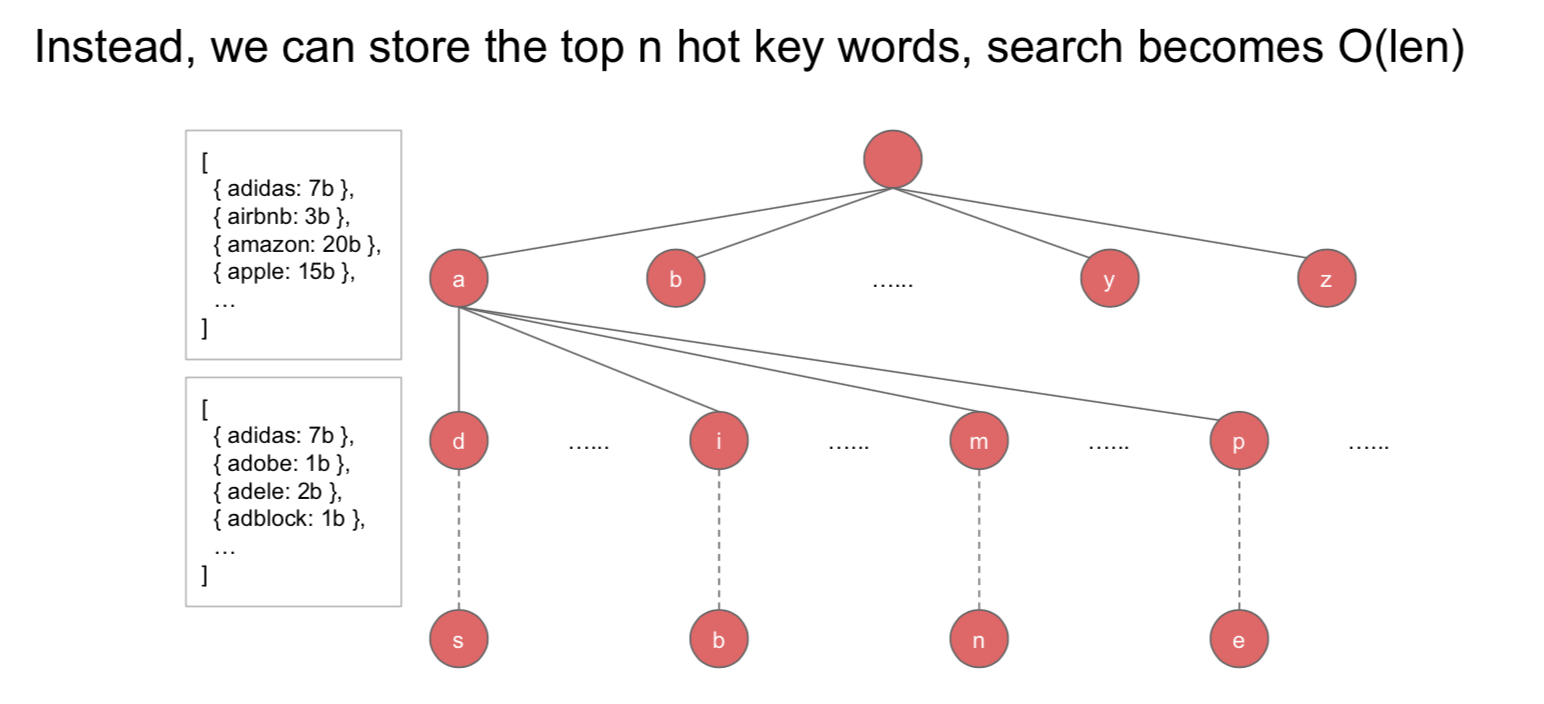 Instead, we can store the top n hot key words, search becomes O(len)
[
{ adidas: 7b },
{ airbnb: 3b },
{ amazon: 20b },
{ apple: 15b },
…
]
a
b
…...
y
z
[
{ adidas: 7b },
{ adobe: 1b },
{ adele: 2b },
{ adblock: 1b },
…
]
d
…...
i
…...
m
…...
p
…...
s
b
n
e